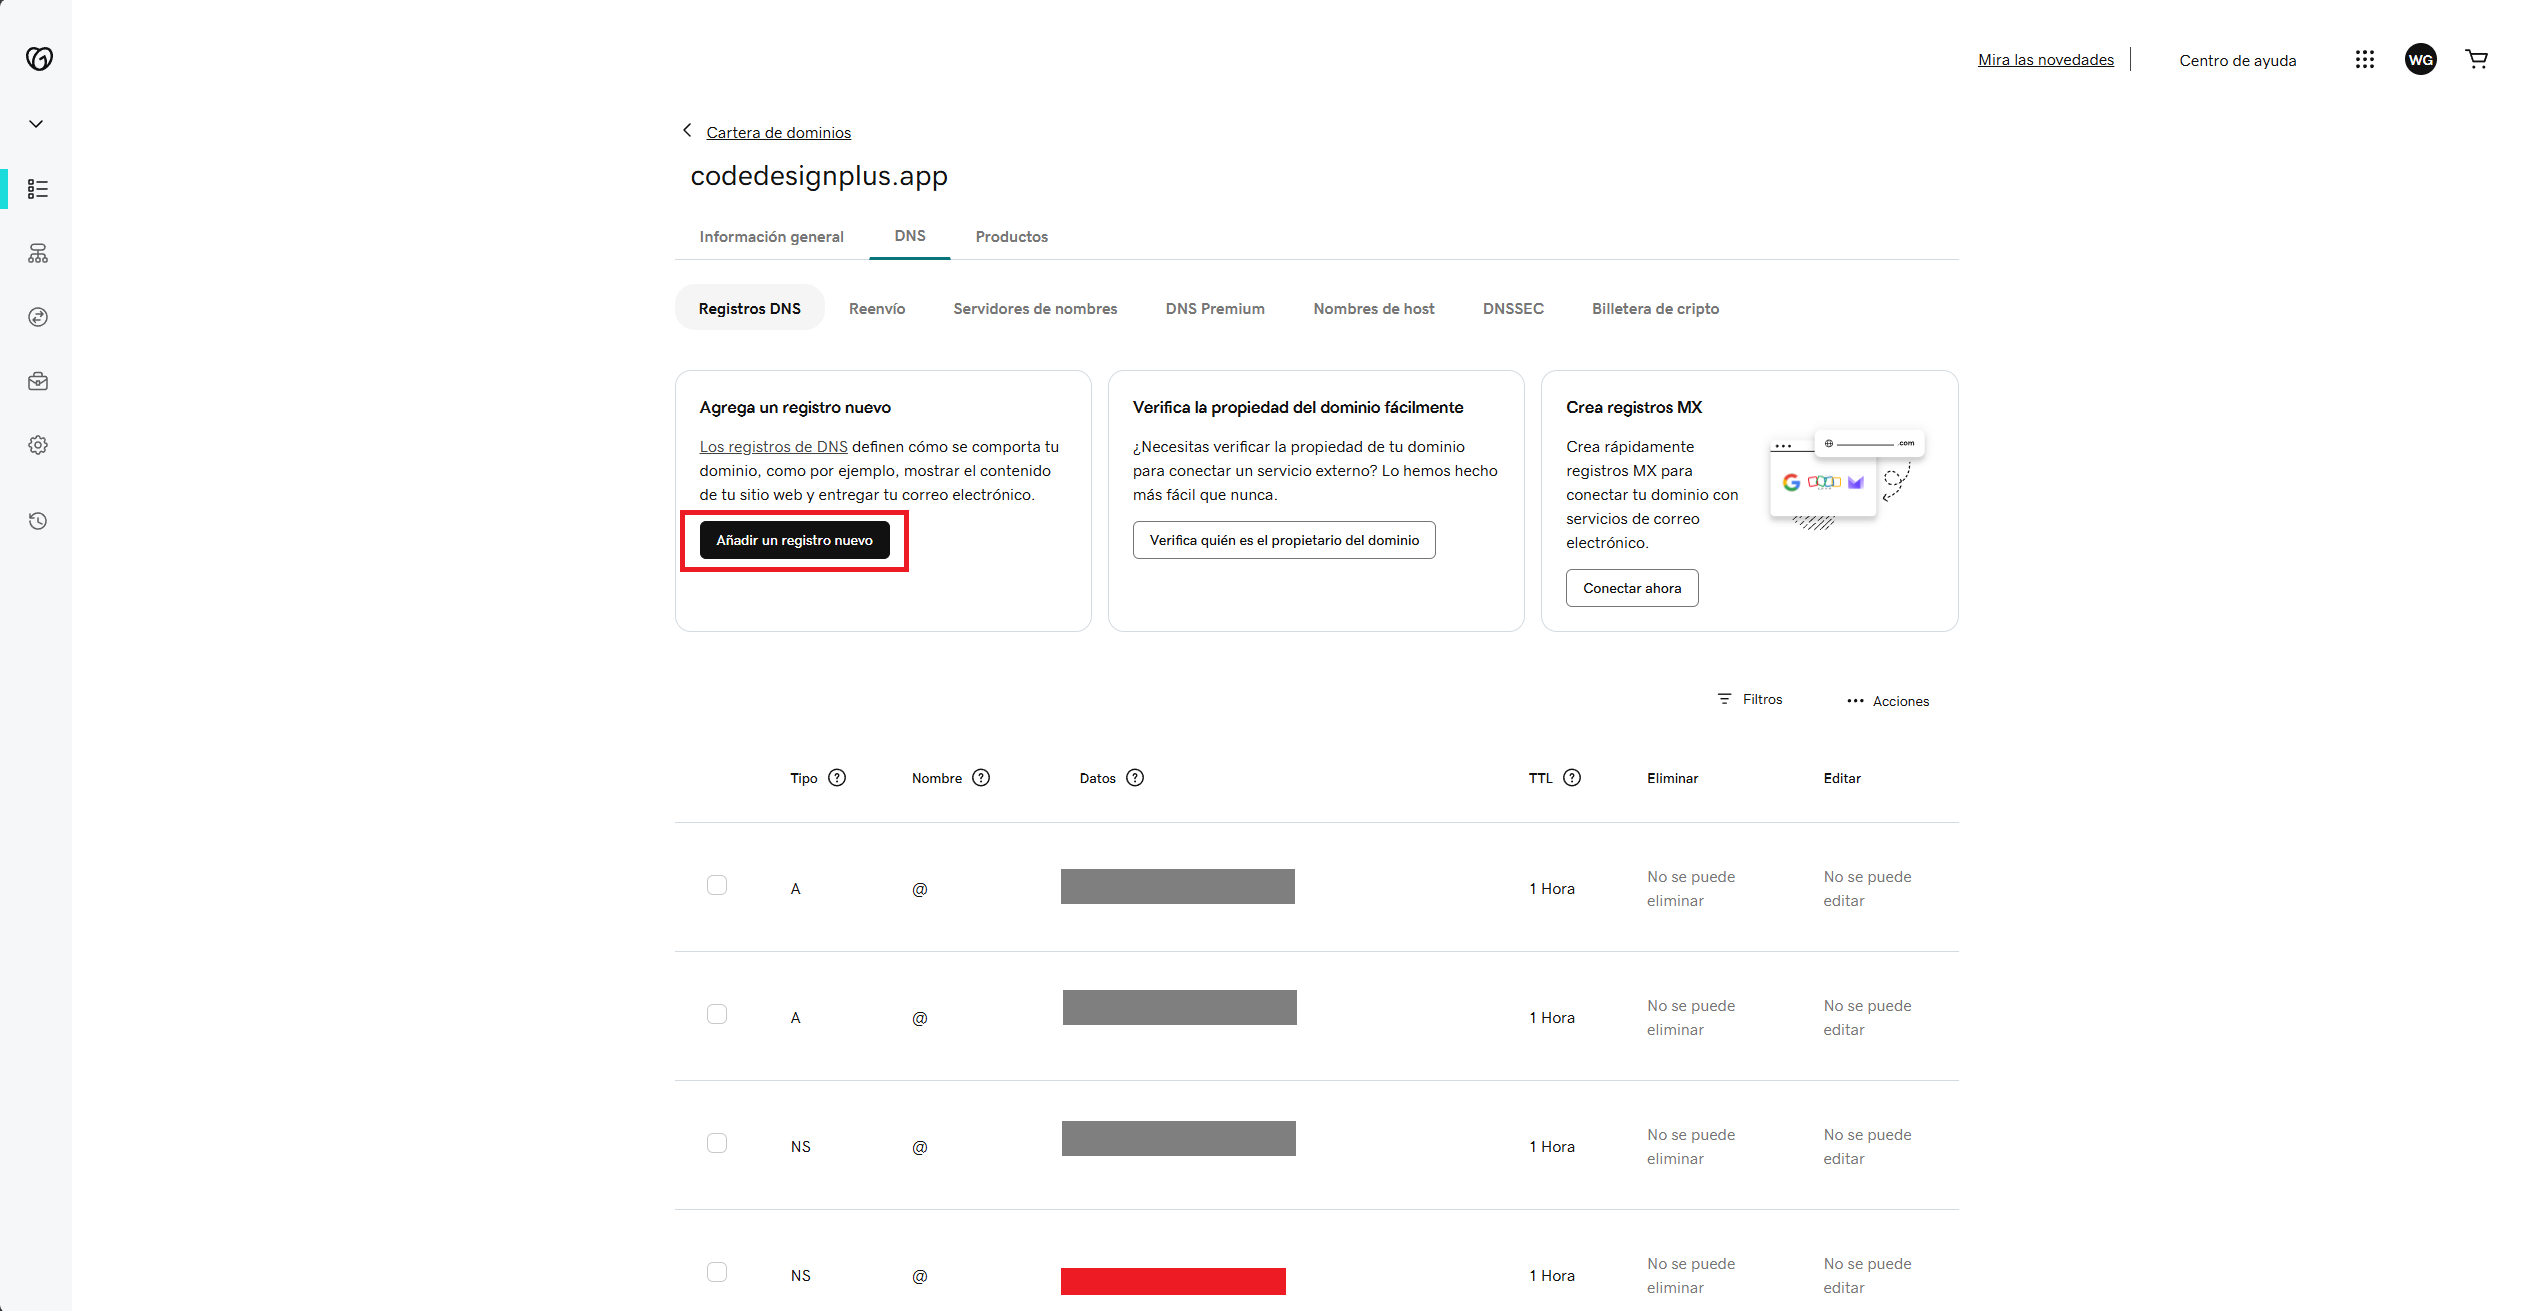 Mira las novedades
Centro de ayuda
WG
Cartera de dominios
codedesignplus.app
Información general
DNS
Productos
Registros DNS
Reenvío
Servidores de nombres
DNS Premium
Nombres de host
DNSSEC
Billetera de cripto
Agrega un registro nuevo
Los registros de DNS definen cómo se comporta tu
dominio, como por ejemplo, mostrar el contenido
de tu sitio web y entregar tu correo electrónico.
Añadir un registro nuevo
Verifica la propiedad del dominio fácilmente
¿Necesitas verificar la propiedad de tu dominio
para conectar un servicio externo? Lo hemos hecho
más fácil que nunca.
Verifica quién es el propietario del dominio
Crea registros MX
Crea rápidamente
registros MX para
conectar tu dominio con
servicios de correo
electrónico.
.com
Conectar ahora
Filtros
Acciones
Tipo
Nombre
Datos
TTL
Eliminar
Editar
A
@
1 Hora
No se puede
eliminar
No se puede
editar
A
@
1 Hora
No se puede
eliminar
No se puede
editar
NS
@
1 Hora
No se puede
eliminar
No se puede
editar
NS
@
1 Hora
No se puede
eliminar
No se puede
editar